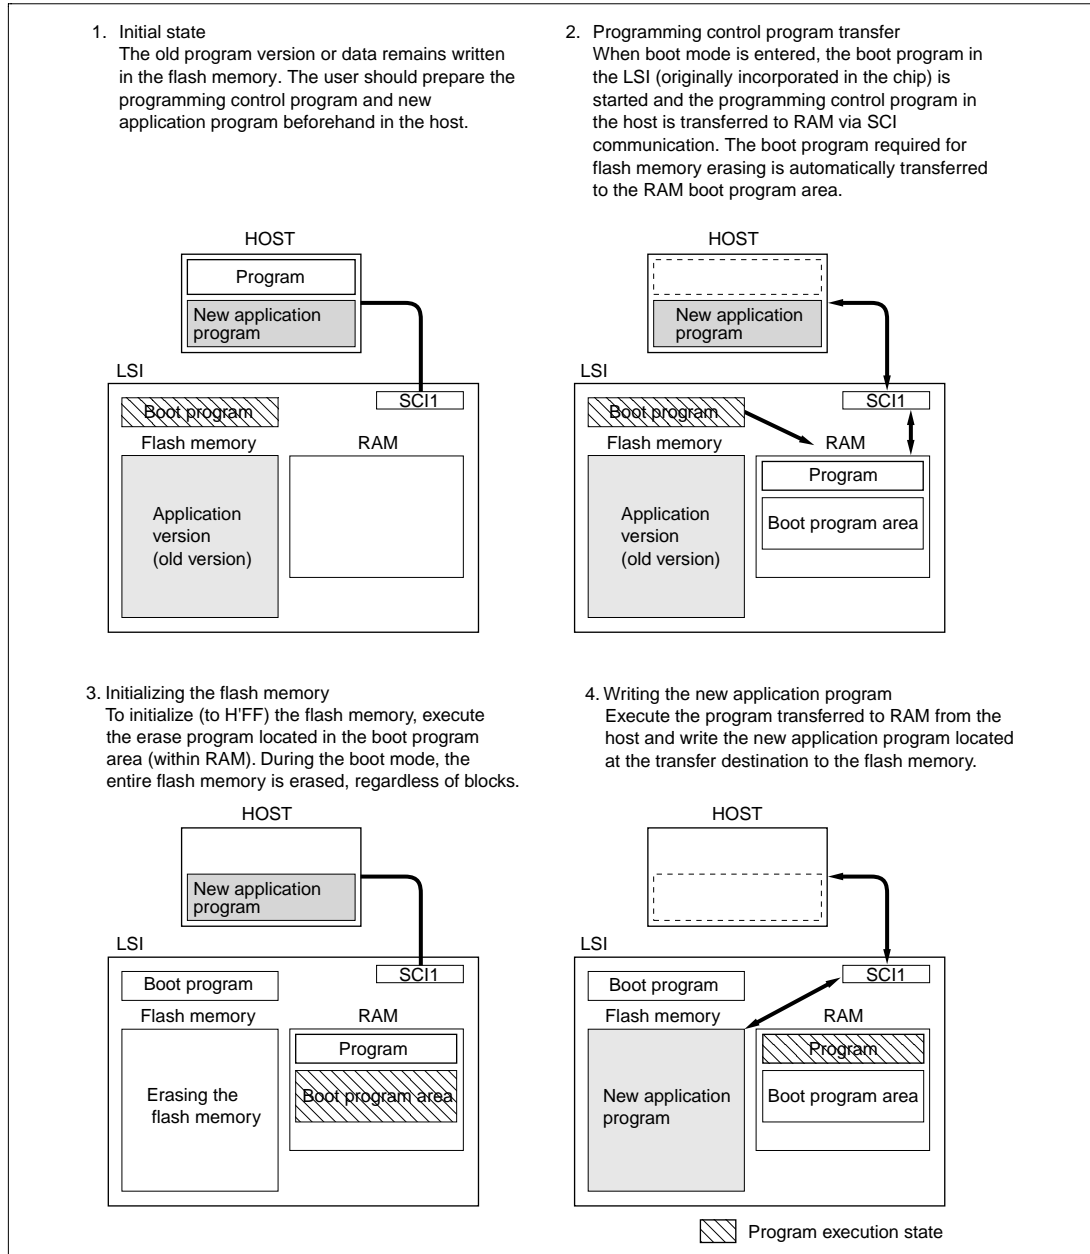 1. Initial state
The old program version or data remains written
in the flash memory. The user should prepare the
programming control program and new
application program beforehand in the host.
2. Programming control program transfer
When boot mode is entered, the boot program in
the LSI (originally incorporated in the chip) is
started and the programming control program in
the host is transferred to RAM via SCI
communication. The boot program required for
flash memory erasing is automatically transferred
to the RAM boot program area.
HOST
Program
New application
program
LSI
SCI1
Boot program
Flash memory
RAM
Application
version
(old version)
HOST
New application
program
LSI
SCI1
Boot program
Flash memory
RAM
Program
Boot program area
Application
version
(old version)
3. Initializing the flash memory
To initialize (to H'FF) the flash memory, execute
the erase program located in the boot program
area (within RAM). During the boot mode, the
entire flash memory is erased, regardless of blocks.
4. Writing the new application program
Execute the program transferred to RAM from the
host and write the new application program located
at the transfer destination to the flash memory.
HOST
New application
program
LSI
SCI1
Boot program
Flash memory
RAM
Program
Boot program area
Erasing the
flash memory
HOST
LSI
SCI1
Boot program
Flash memory
RAM
Program
Boot program area
New application
program
Program execution state